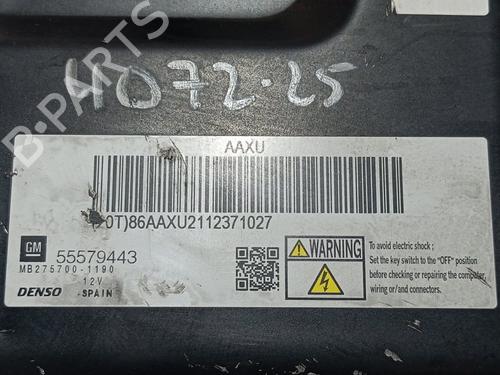 B-PARTS
4072-25
AAXU
0T)86AAXU2112371027
GM
55579443
MB275700-1190
12V
DENSO
SPAIN
WARNING
To avoid electric shock ;
Set the key switch to the "OFF" position
before checking or repairing the computer,
wiring or/and connectors.